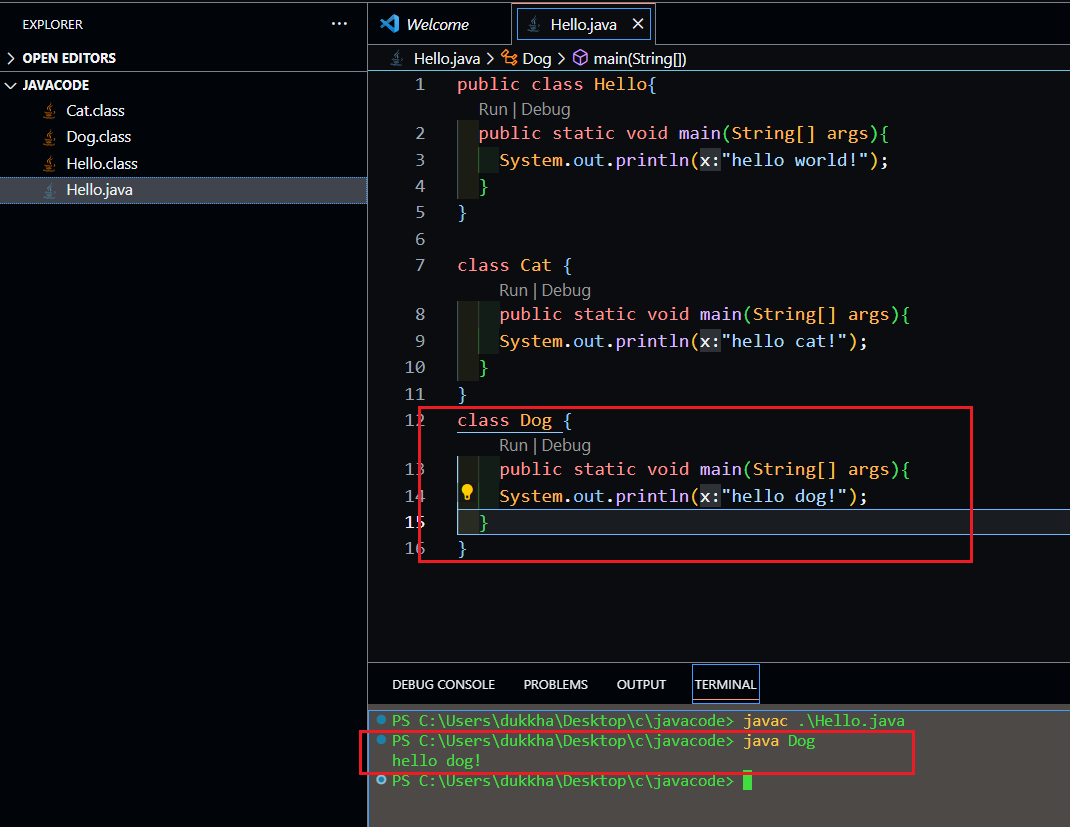 EXPLORER ...
OPEN EDITORS
JAVACODE
Cat.class
Dog.class
Hello.class
Hello.java
Welcome Hello.java
Hello.java > Dog > main(String[])
1 public class Hello{
Run | Debug
2 public static void main(String[] args){
3 System.out.println(x:"hello world!");
4 }
5 }
6
7 class Cat {
Run | Debug
8 public static void main(String[] args){
9 System.out.println(x:"hello cat!");
10 }
11 }
12 class Dog {
Run | Debug
13 public static void main(String[] args){
14 System.out.println(x:"hello dog!");
15 }
16 }
DEBUG CONSOLE PROBLEMS OUTPUT TERMINAL
PS C:\Users\dukkha\Desktop\c\javacode> javac .\Hello.java
PS C:\Users\dukkha\Desktop\c\javacode> java Dog
hello dog!
PS C:\Users\dukkha\Desktop\c\javacode>